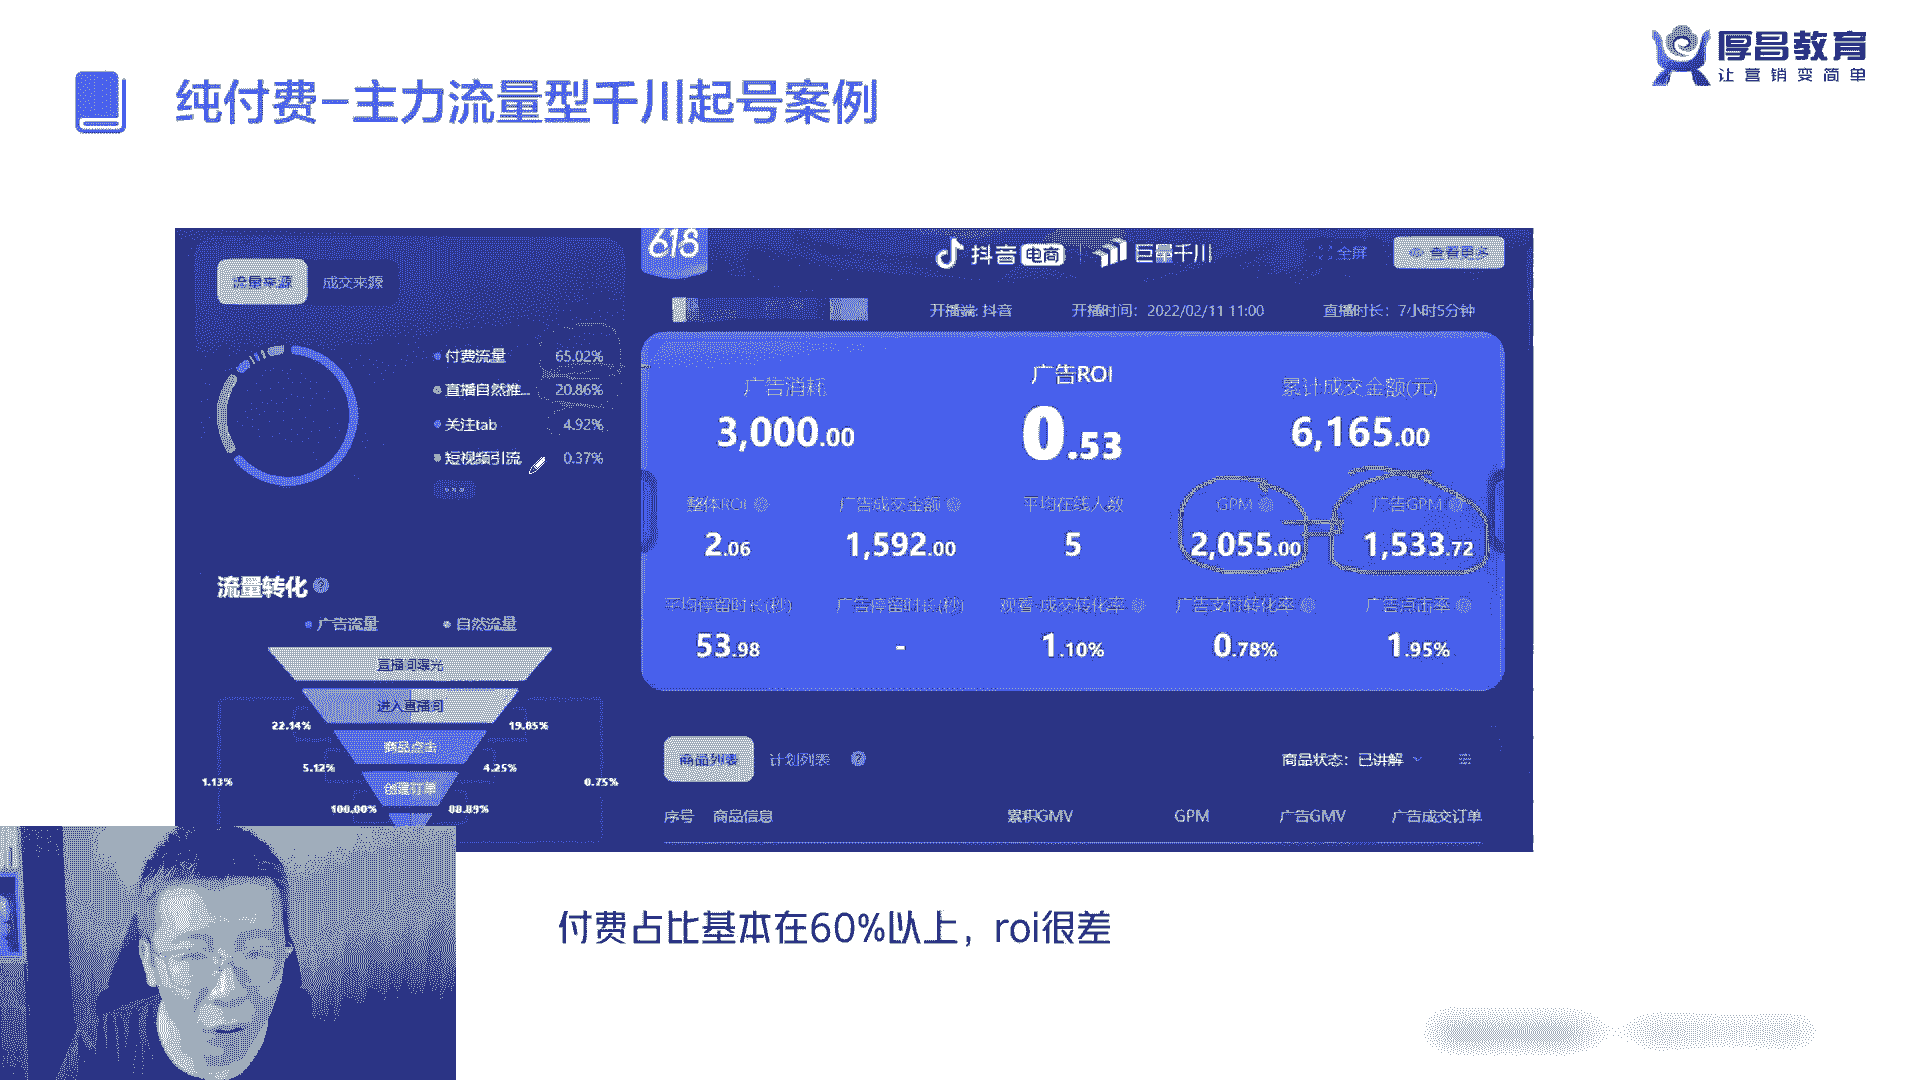 厚昌教育
让营销变简单
纯付费-主力流量型千川起号案例
618
抖音电商 | 巨量千川
全屏
查看更多
流量来源 成交来源
开播端: 抖音 开播时间: 2022/02/11 11:00 直播时长: 7小时5分钟
付费流量 65.02%
直播自然推... 20.86%
关注tab 4.92%
短视频引流 0.37%
广告消耗 广告ROI 累计成交金额(元)
3,000.00 0.53 6,165.00
整体ROI 广告成交金额 平均在线人数 GPM 广告GPM
2.06 1,592.00 5 2,055.00 1,533.72
平均停留时长(秒) 广告停留时长(秒) 观看-成交转化率 广告支付转化率 广告点击率
53.98 - 1.10% 0.78% 1.95%
流量转化
广告流量 自然流量
直播间曝光
进入直播间
22.14% 19.85%
商品点击
5.12% 4.25%
1.13% 0.75%
创建订单
100.00% 88.89%
商品列表 计划列表 商品状态: 已讲解
序号 商品信息 累积GMV GPM 广告GMV 广告成交订单
付费占比基本在60%以上，roi很差